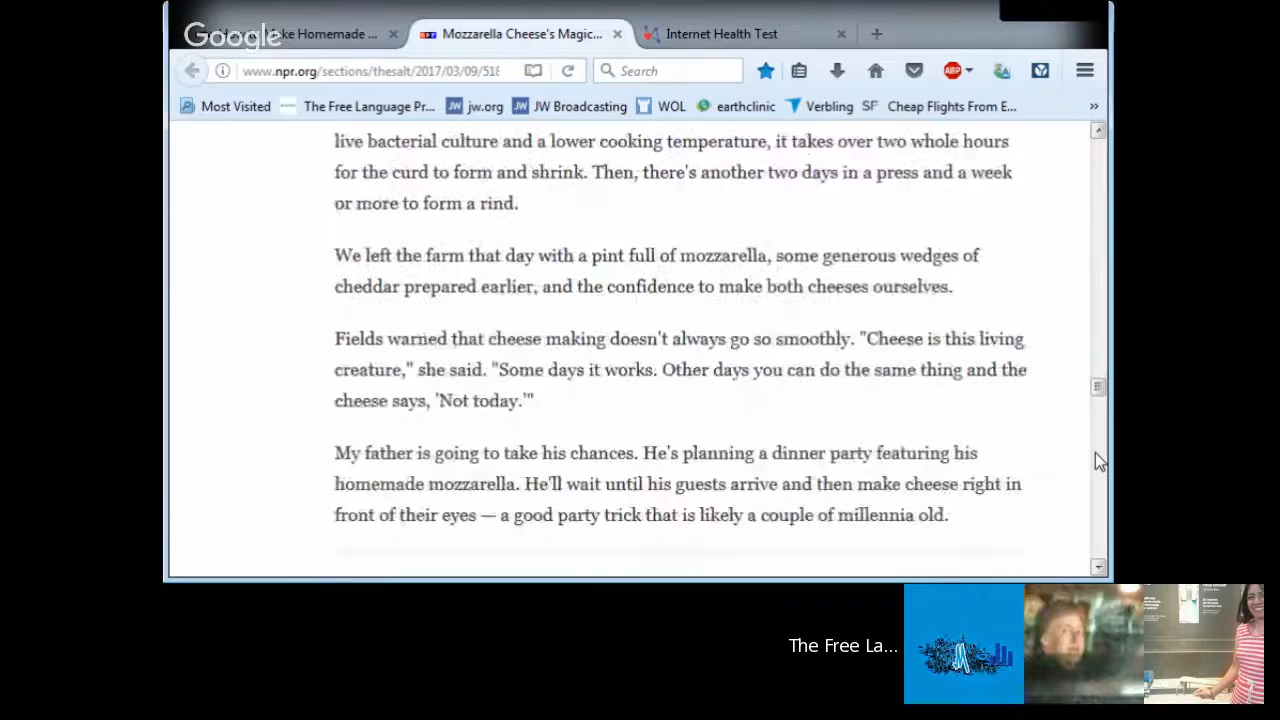 Google
ke Homemade ...
Mozzarella Cheese's Magic...
Internet Health Test
www.npr.org/sections/thesalt/2017/03/09/518
Search
ABP
Most Visited
The Free Language Pr...
JW jw.org
JW JW Broadcasting
WOL
earthclinic
Verbling
SF Cheap Flights From E...
live bacterial culture and a lower cooking temperature, it takes over two whole hours
for the curd to form and shrink. Then, there's another two days in a press and a week
or more to form a rind.
We left the farm that day with a pint full of mozzarella, some generous wedges of
cheddar prepared earlier, and the confidence to make both cheeses ourselves.
Fields warned that cheese making doesn't always go so smoothly. "Cheese is this living
creature," she said. "Some days it works. Other days you can do the same thing and the
cheese says, 'Not today.'"
My father is going to take his chances. He's planning a dinner party featuring his
homemade mozzarella. He'll wait until his guests arrive and then make cheese right in
front of their eyes — a good party trick that is likely a couple of millennia old.
The Free La...